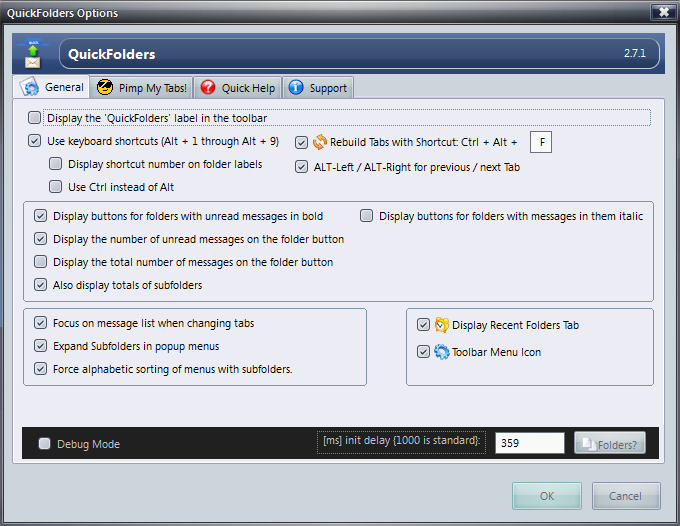 QuickFolders Options
QuickFolders 2.7.1
General Pimp My Tabs! Quick Help Support
Display the 'QuickFolders' label in the toolbar
Use keyboard shortcuts (Alt + 1 through Alt + 9) Rebuild Tabs with Shortcut: Ctrl + Alt + F
Display shortcut number on folder labels ALT-Left / ALT-Right for previous / next Tab
Use Ctrl instead of Alt
Display buttons for folders with unread messages in bold Display buttons for folders with messages in them italic
Display the number of unread messages on the folder button
Display the total number of messages on the folder button
Also display totals of subfolders
Focus on message list when changing tabs
Expand Subfolders in popup menus
Force alphabetic sorting of menus with subfolders.
Display Recent Folders Tab
Toolbar Menu Icon
Debug Mode [ms] init delay {1000 is standard}: 359 Folders?
OK Cancel